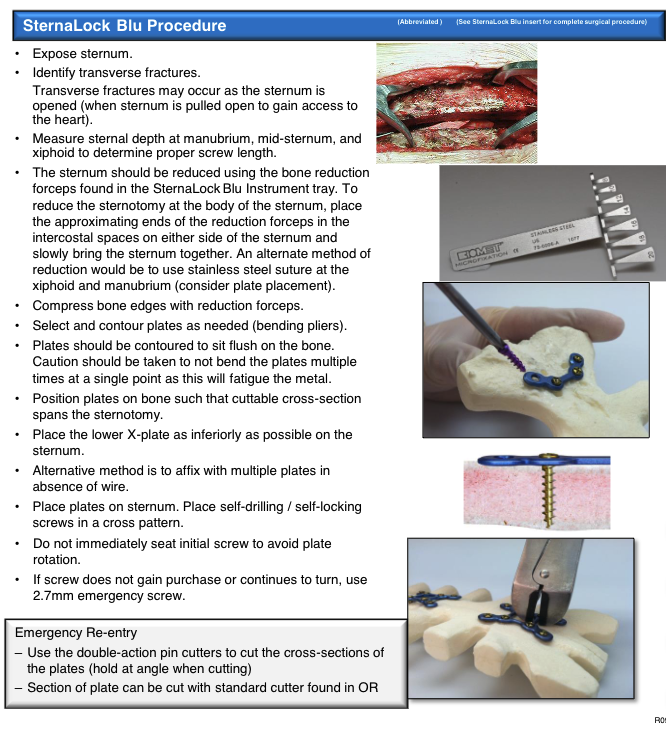 SternaLock Blu Procedure
(Abbreviated ) (See SternaLock Blu insert for complete surgical procedure)
• Expose sternum.
• Identify transverse fractures.
Transverse fractures may occur as the sternum is
opened (when sternum is pulled open to gain access to
the heart).
• Measure sternal depth at manubrium, mid-sternum, and
xiphoid to determine proper screw length.
• The sternum should be reduced using the bone reduction
forceps found in the SternaLock Blu Instrument tray. To
reduce the sternotomy at the body of the sternum, place
the approximating ends of the reduction forceps in the
intercostal spaces on either side of the sternum and
slowly bring the sternum together. An alternate method of
reduction would be to use stainless steel suture at the
xiphoid and manubrium (consider plate placement).
• Compress bone edges with reduction forceps.
• Select and contour plates as needed (bending pliers).
• Plates should be contoured to sit flush on the bone.
Caution should be taken to not bend the plates multiple
times at a single point as this will fatigue the metal.
• Position plates on bone such that cuttable cross-section
spans the sternotomy.
• Place the lower X-plate as inferiorly as possible on the
sternum.
• Alternative method is to affix with multiple plates in
absence of wire.
• Place plates on sternum. Place self-drilling / self-locking
screws in a cross pattern.
• Do not immediately seat initial screw to avoid plate
rotation.
• If screw does not gain purchase or continues to turn, use
2.7mm emergency screw.
Emergency Re-entry
– Use the double-action pin cutters to cut the cross-sections of
the plates (hold at angle when cutting)
– Section of plate can be cut with standard cutter found in OR
STAINLESS STEEL
US
BIOMET
MICROFIXATION
14
16
18
20